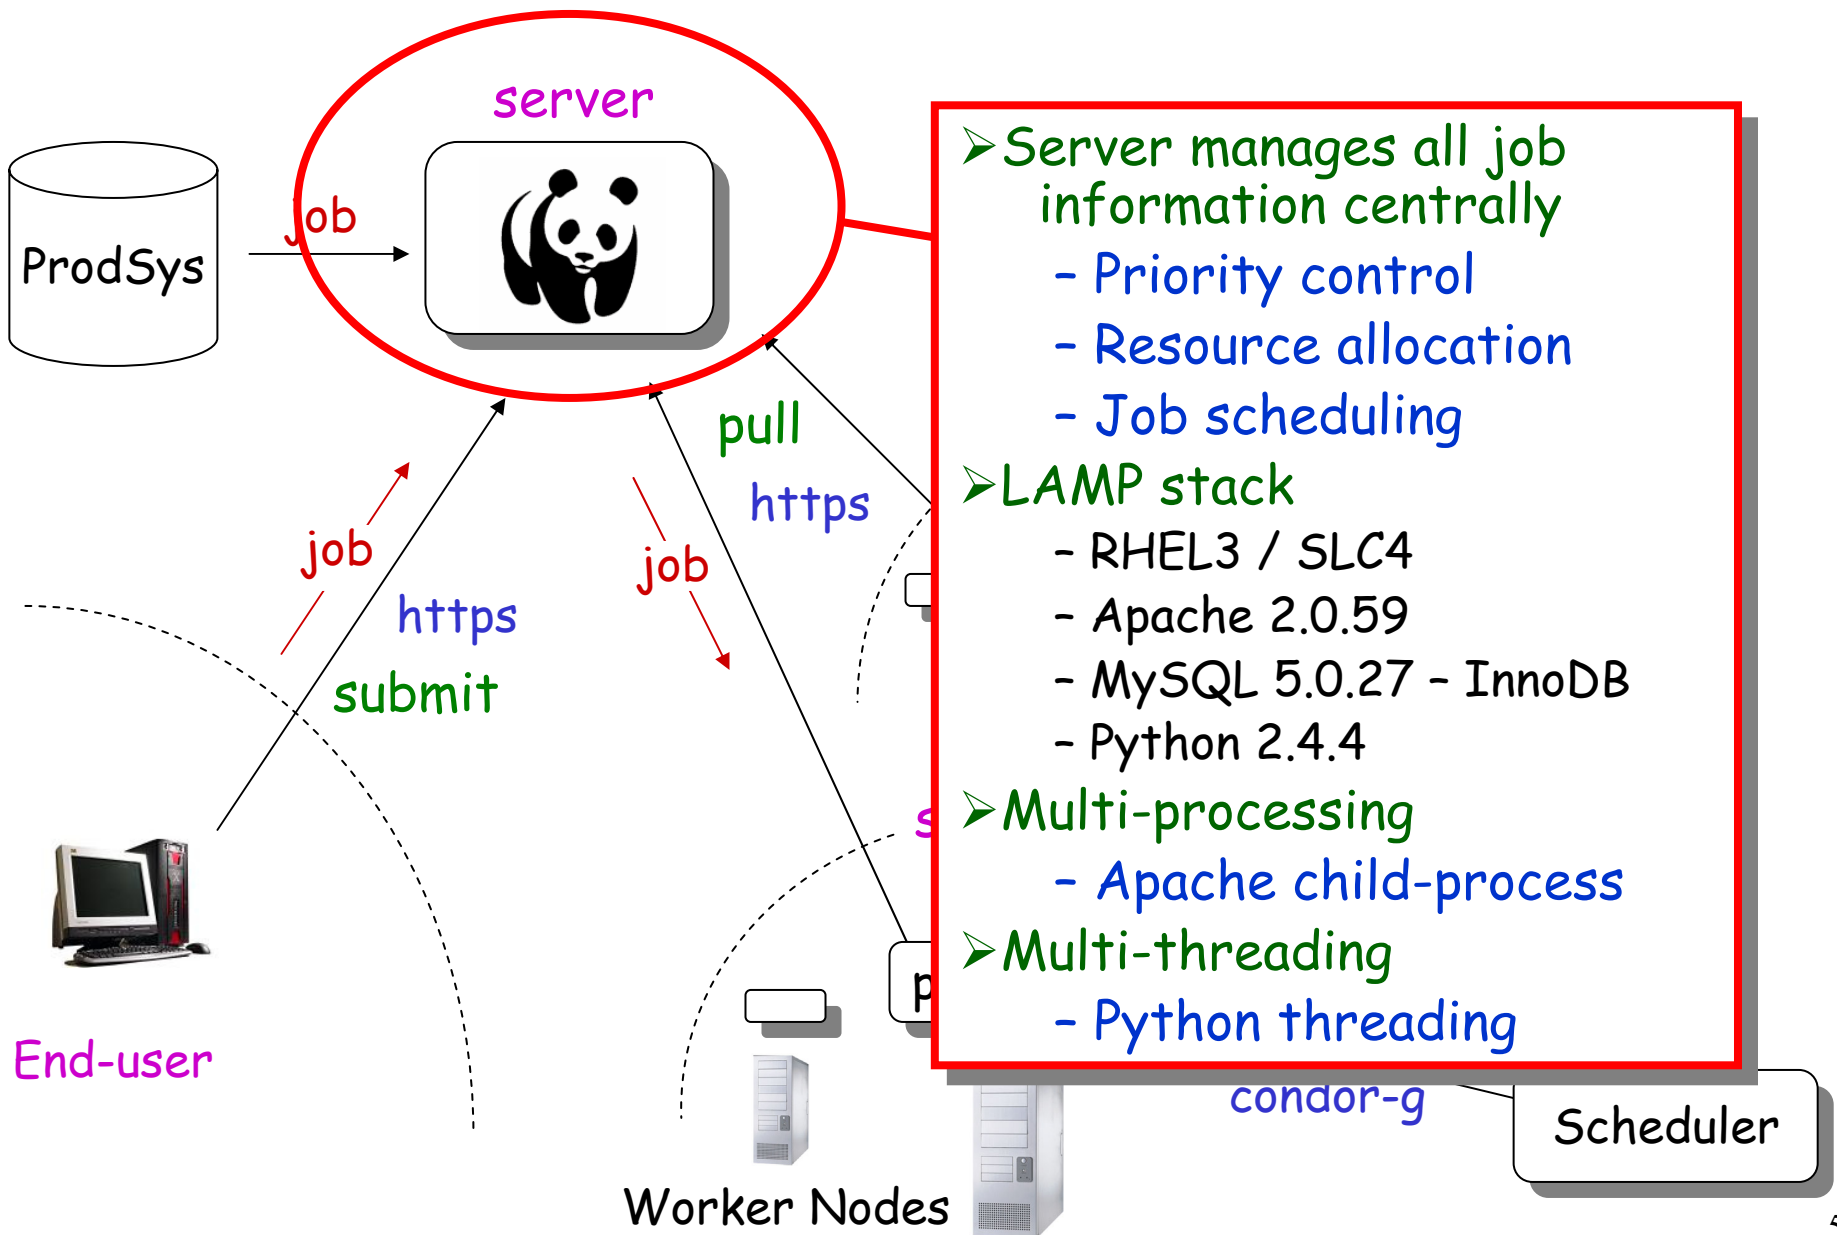 server
ProdSys
job
➢Server manages all job
information centrally
– Priority control
– Resource allocation
– Job scheduling
➢LAMP stack
– RHEL3 / SLC4
– Apache 2.0.59
– MySQL 5.0.27 – InnoDB
– Python 2.4.4
➢Multi-processing
– Apache child-process
➢Multi-threading
– Python threading
pull
https
job
job
https
submit
End-user
condor-g
Scheduler
Worker Nodes